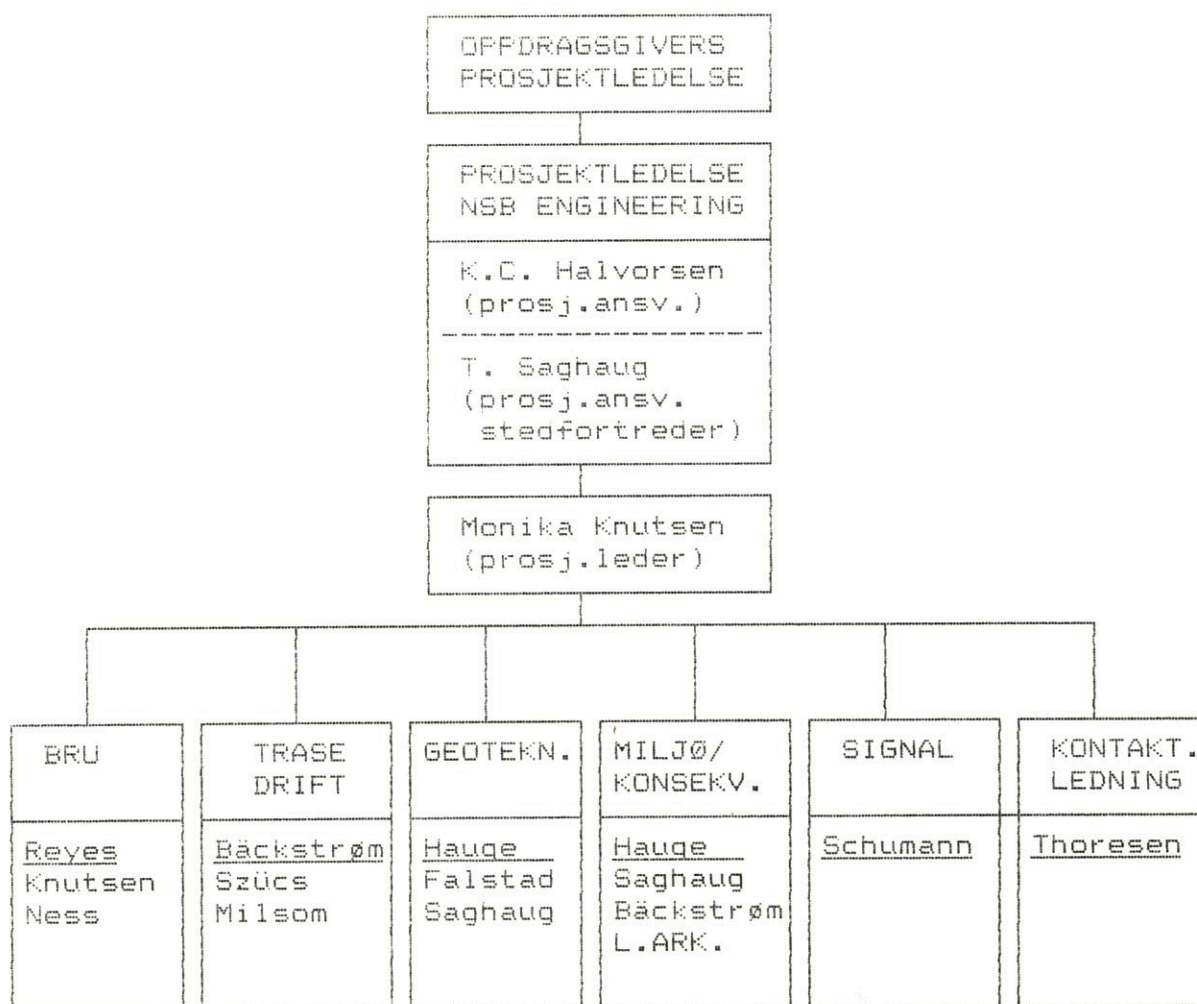 OPPDRAGSGIVERS
PROSJEKTLEDELSE
PROSJEKTLEDELSE
NSB ENGINEERING
K.C. Halvorsen
(prosj.ansv.)
T. Saghaug
(prosj.ansv.
stedfortreder)
Monika Knutsen
(prosj.leder)
BRU
Reyes
Knutsen
Ness
TRASE
DRIFT
Bäckstrøm
Szücs
Milsom
GEOTEKN.
Hauge
Falstad
Saghaug
MILJØ/
KONSEKV.
Hauge
Saghaug
Bäckstrøm
L.ARK.
SIGNAL
Schumann
KONTAKT.
LEDNING
Thoresen